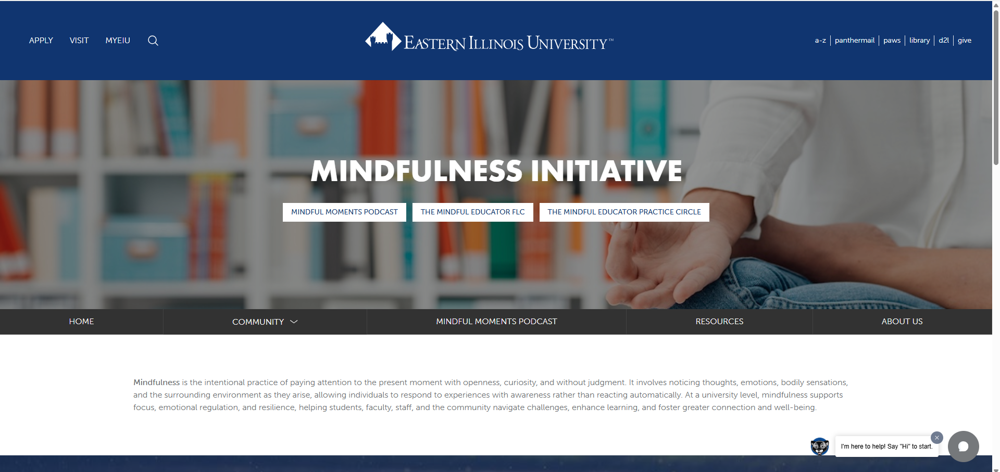 APPLY VISIT MYEIU
EASTERN ILLINOIS UNIVERSITY™
a-z panthermail paws library d2l give
MINDFULNESS INITIATIVE
MINDFUL MOMENTS PODCAST THE MINDFUL EDUCATOR FLC THE MINDFUL EDUCATOR PRACTICE CIRCLE
HOME COMMUNITY MINDFUL MOMENTS PODCAST RESOURCES ABOUT US
Mindfulness is the intentional practice of paying attention to the present moment with openness, curiosity, and without judgment. It involves noticing thoughts, emotions, bodily sensations,
and the surrounding environment as they arise, allowing individuals to respond to experiences with awareness rather than reacting automatically. At a university level, mindfulness supports
focus, emotional regulation, and resilience, helping students, faculty, staff, and the community navigate challenges, enhance learning, and foster greater connection and well-being.
I'm here to help! Say "Hi" to start.